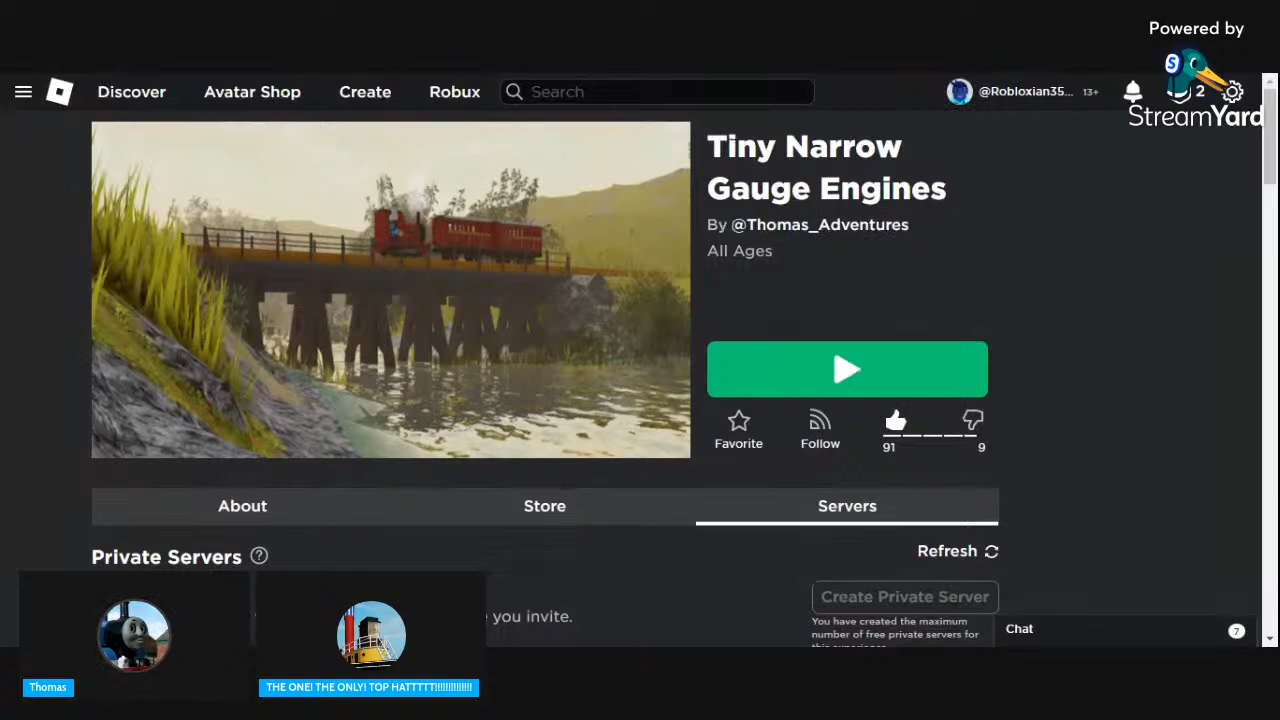 Powered by
StreamYard
Discover
Avatar Shop
Create
Robux
Search
@Robloxian35...
13+
2
Tiny Narrow
Gauge Engines
By @Thomas_Adventures
All Ages
Favorite
Follow
91
9
About
Store
Servers
Private Servers
Refresh
you invite.
Create Private Server
You have created the maximum
number of free private servers for
Chat
7
Thomas
THE ONE! THE ONLY! TOP HATTTTT!!!!!!!!!!!!!!